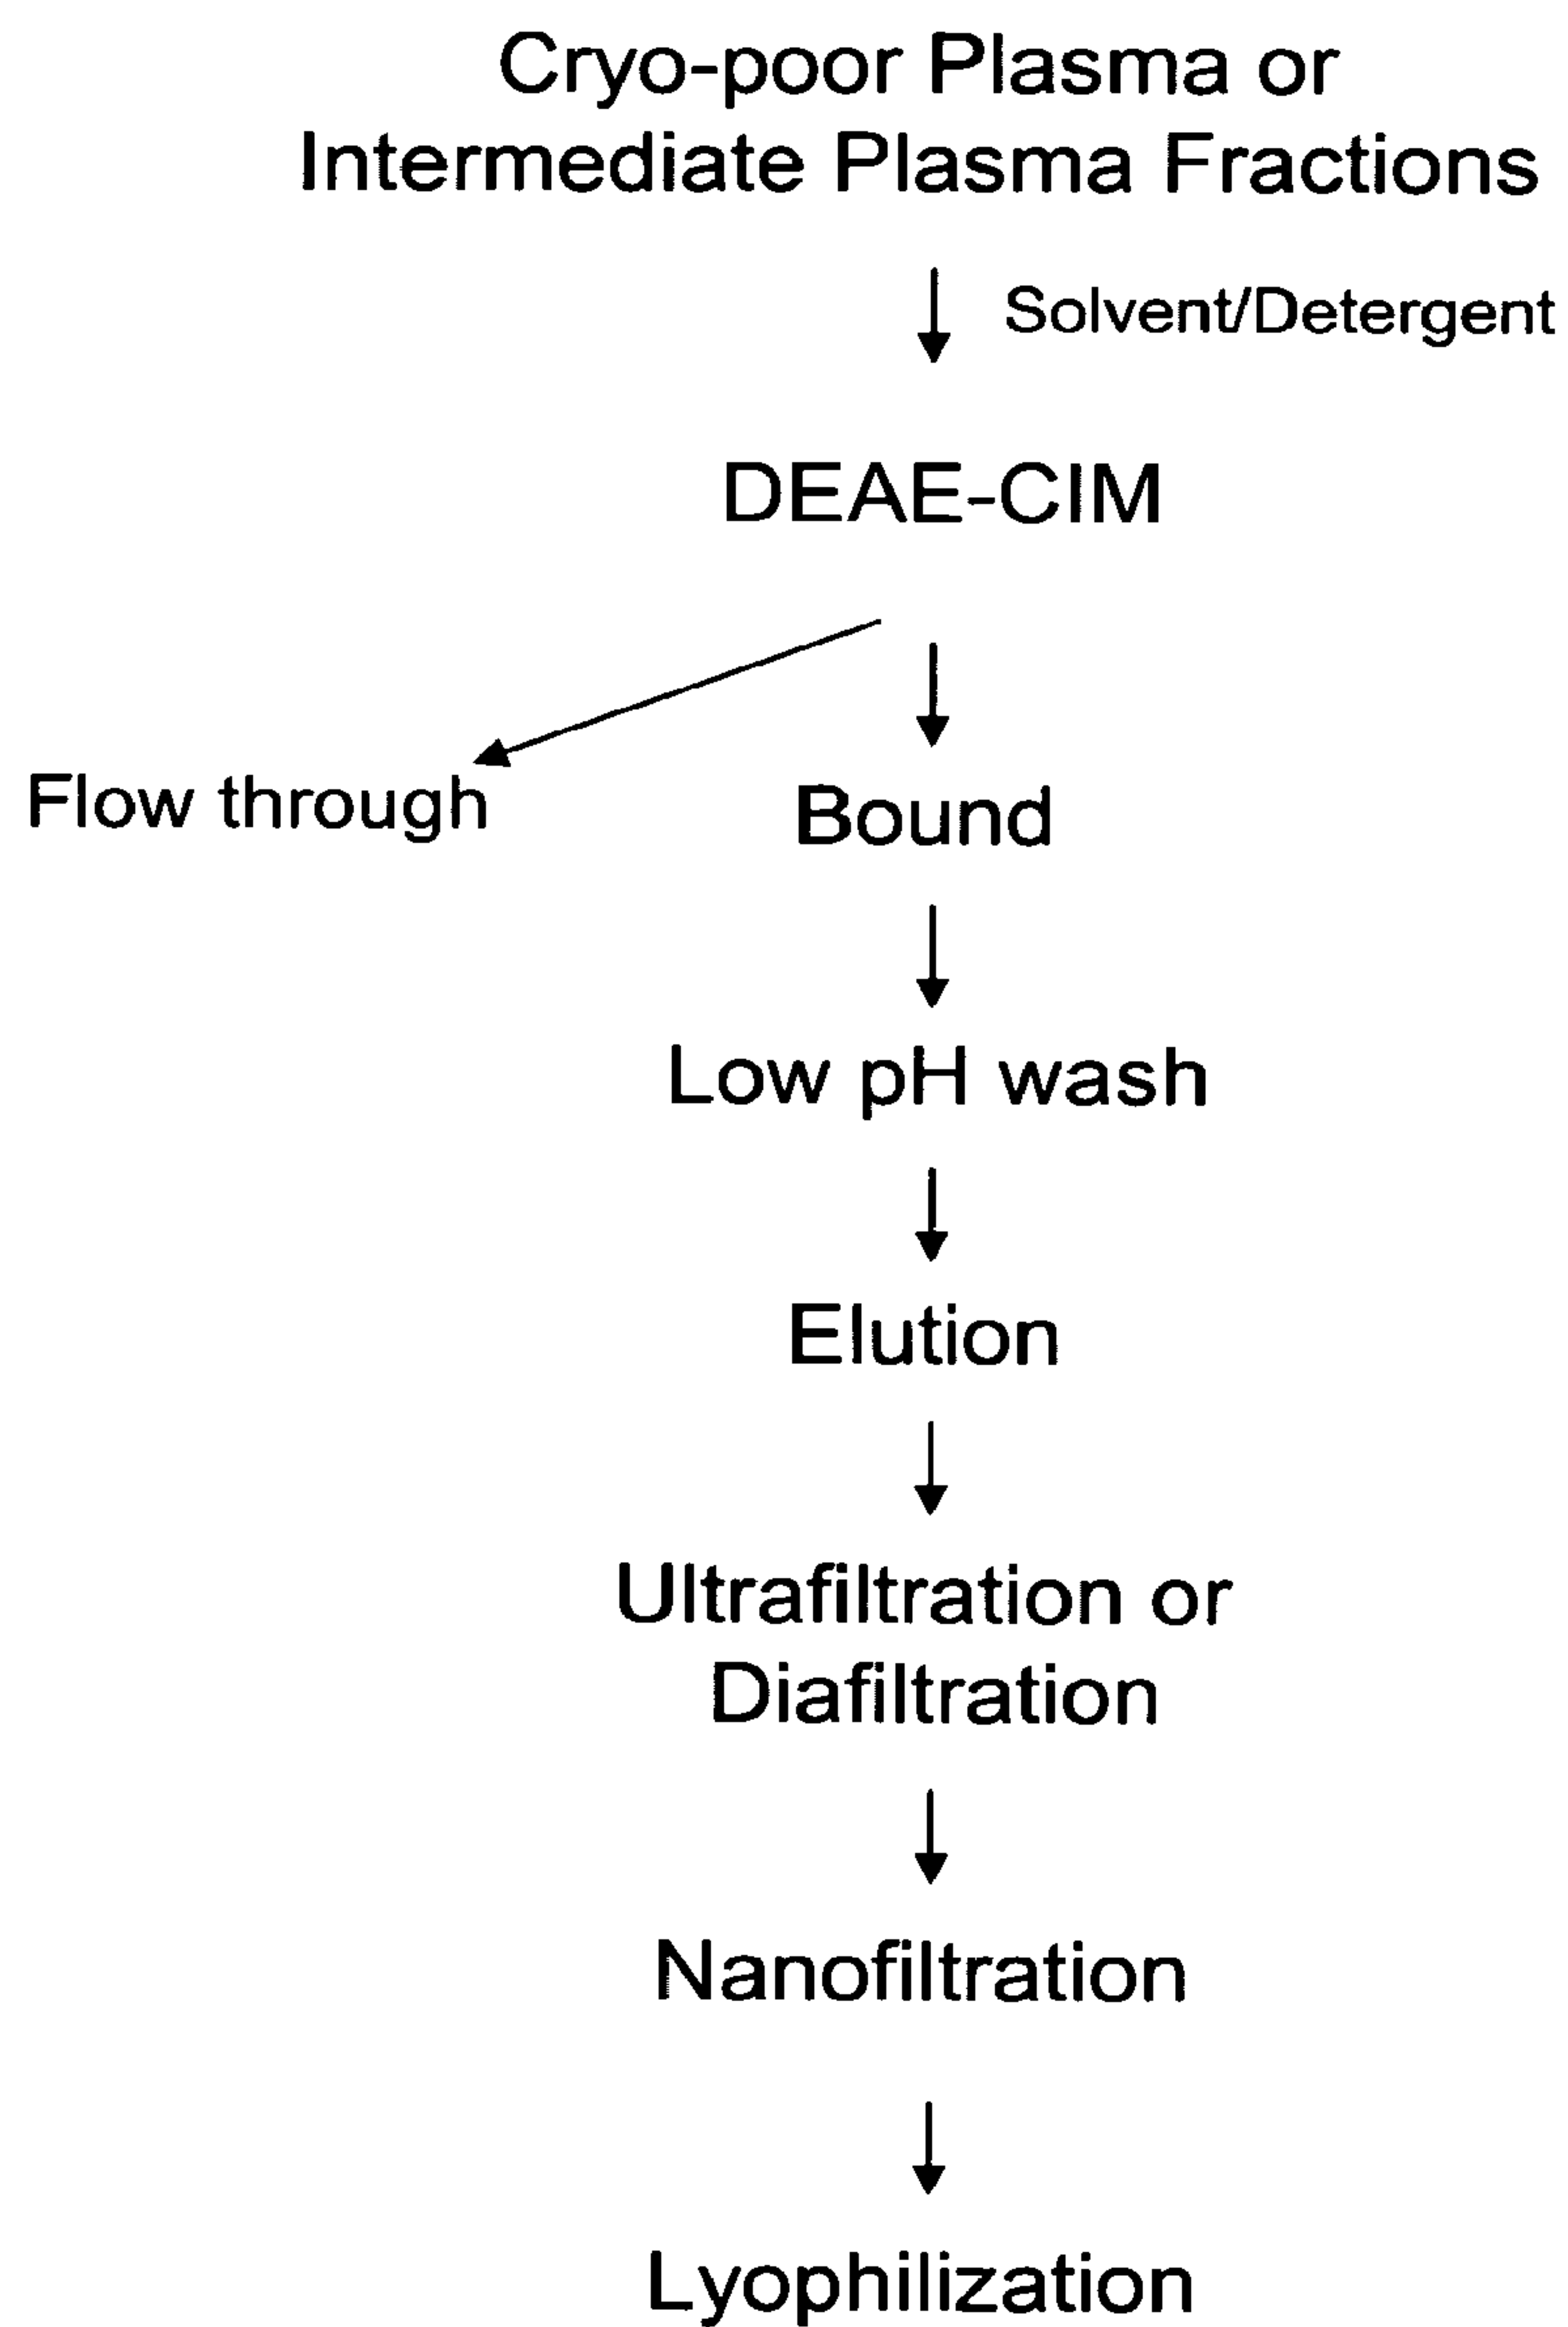 Cryo-poor Plasma or
Intermediate Plasma Fractions
Solvent/Detergent
DEAE-CIM
Flow through
Bound
Low pH wash
Elution
Ultrafiltration or
Diafiltration
Nanofiltration
Lyophilization